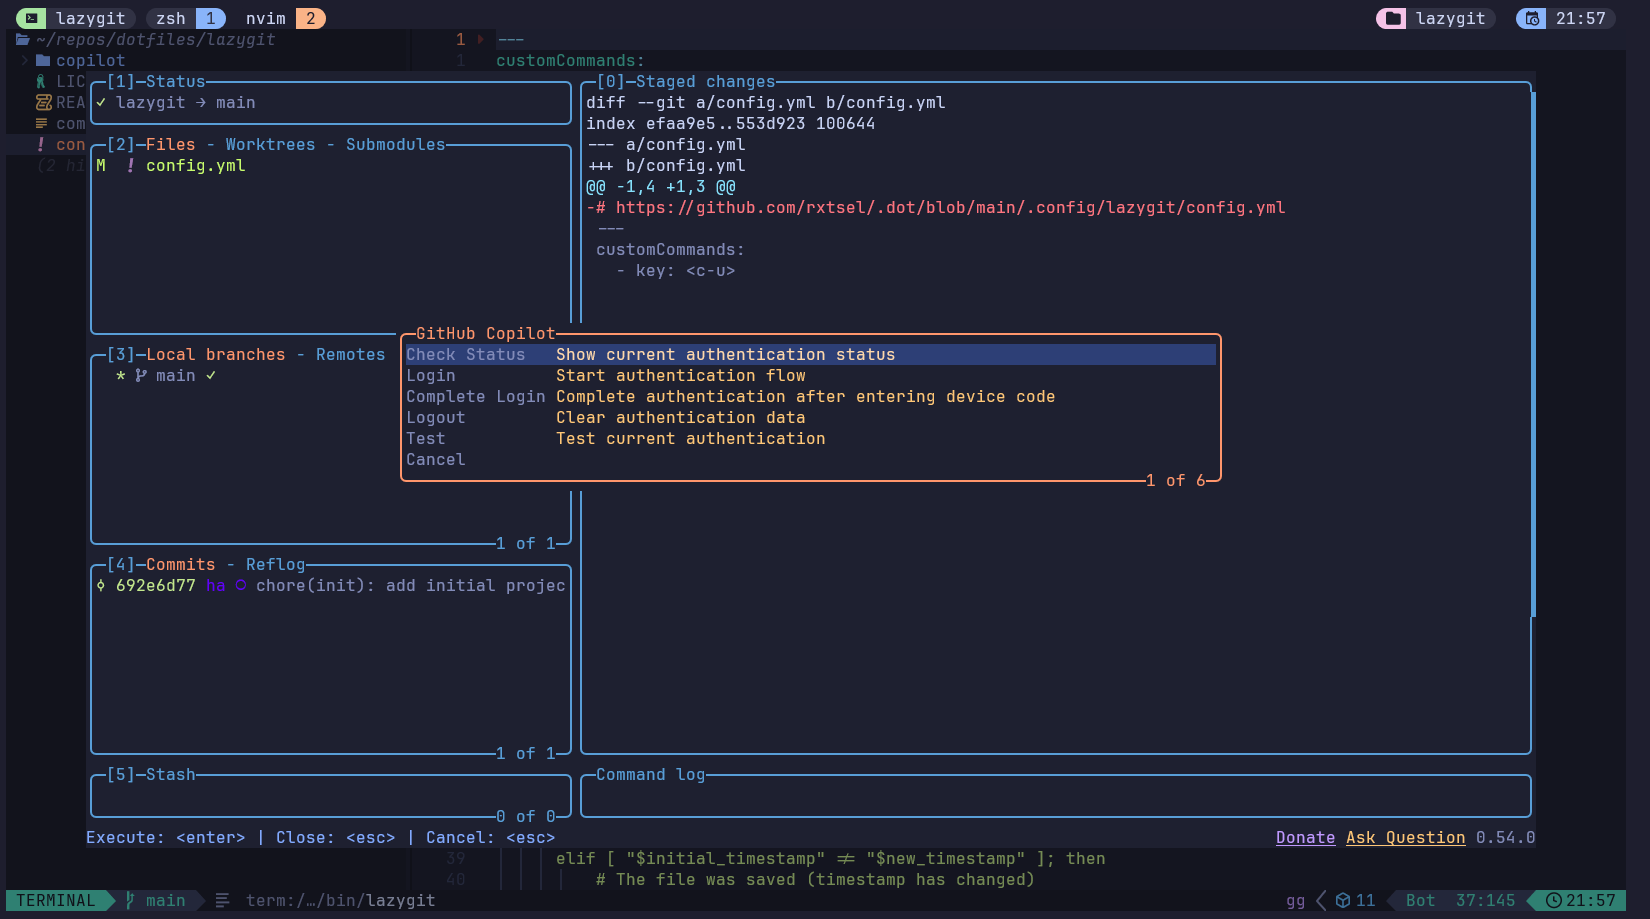 lazygit zsh 1 nvim 2 lazygit 21:57
~/repos/dotfiles/lazygit
copilot
LIC
REA
com
! con
(2 hi
1 ---
1 customCommands:
[1]─Status
✓ lazygit → main
[2]─Files - Worktrees - Submodules
M ! config.yml
[3]─Local branches - Remotes
* main ✓
1 of 1
[4]─Commits - Reflog
692e6d77 ha chore(init): add initial projec
1 of 1
[5]─Stash
0 of 0
[0]─Staged changes
diff --git a/config.yml b/config.yml
index efaa9e5..553d923 100644
--- a/config.yml
+++ b/config.yml
@@ -1,4 +1,3 @@
-# https://github.com/rxtsel/.dot/blob/main/.config/lazygit/config.yml
---
customCommands:
- key: <c-u>
GitHub Copilot
Check Status Show current authentication status
Login Start authentication flow
Complete Login Complete authentication after entering device code
Logout Clear authentication data
Test Test current authentication
Cancel
1 of 6
Command log
Execute: <enter> | Close: <esc> | Cancel: <esc> Donate Ask Question 0.54.0
39 elif [ "$initial_timestamp" != "$new_timestamp" ]; then
40 # The file was saved (timestamp has changed)
TERMINAL main term:/…/bin/lazygit gg 11 Bot 37:145 21:57